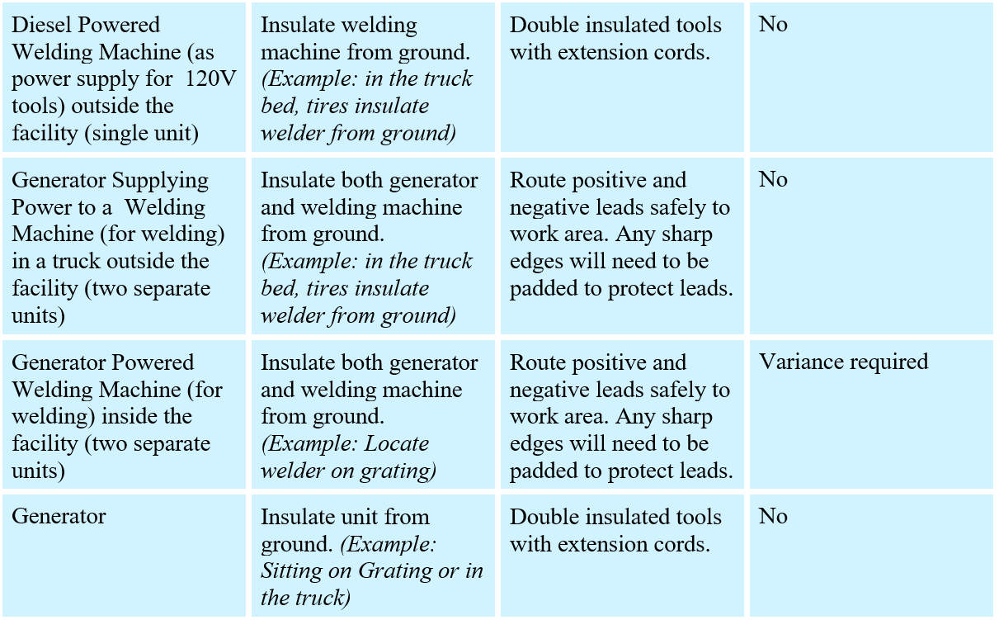 Diesel Powered
Welding Machine (as
power supply for  120V
tools) outside the
facility (single unit)
Insulate welding
machine from ground.
(Example: in the truck
bed, tires insulate
welder from ground)
Double insulated tools
with extension cords.
No
Generator Supplying
Power to a  Welding
Machine (for welding)
in a truck outside the
facility (two separate
units)
Insulate both generator
and welding machine
from ground.
(Example: in the truck
bed, tires insulate
welder from ground)
Route positive and
negative leads safely to
work area. Any sharp
edges will need to be
padded to protect leads.
No
Generator Powered
Welding Machine (for
welding) inside the
facility (two separate
units)
Insulate both generator
and welding machine
from ground.
(Example: Locate
welder on grating)
Route positive and
negative leads safely to
work area. Any sharp
edges will need to be
padded to protect leads.
Variance required
Generator
Insulate unit from
ground. (Example:
Sitting on Grating or in
the truck)
Double insulated tools
with extension cords.
No